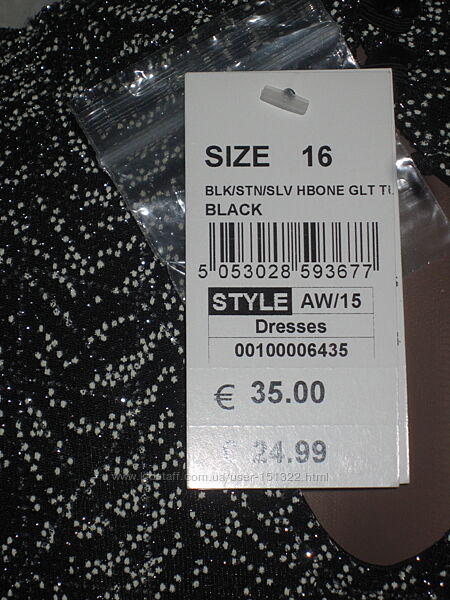 SIZE 16
BLK/STN/SLV HBONE GLT
BLACK
5 053028 593677
STYLE AW/15
Dresses
00100006435
€ 35.00
24.99